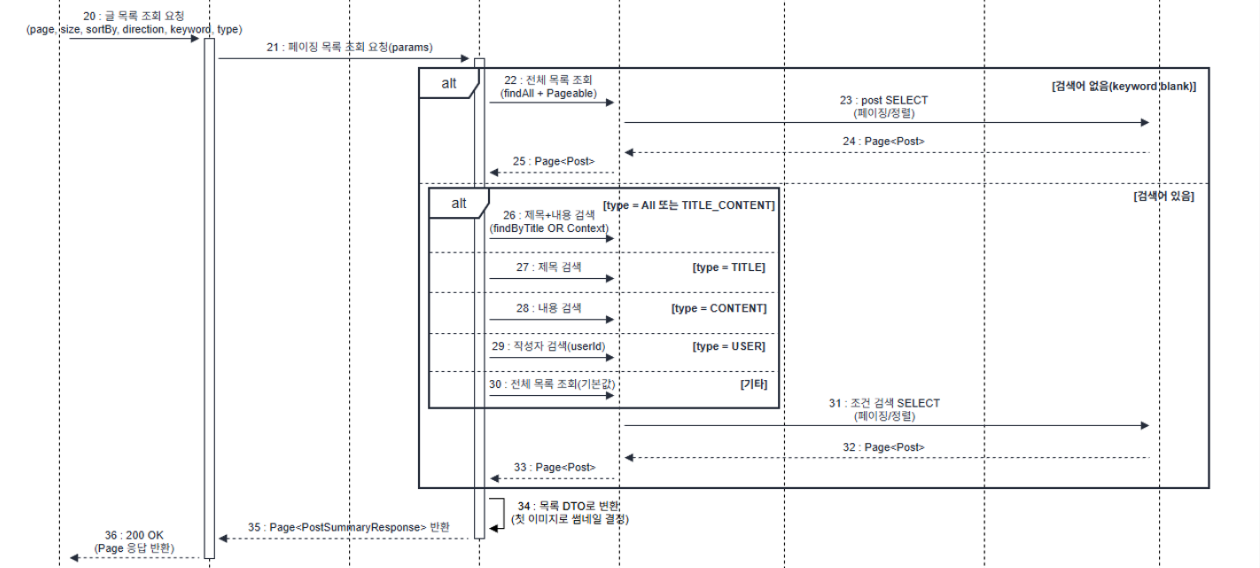 20 : 글 목록 조회 요청
(page, size, sortBy, direction, keyword, type)
21 : 페이징 목록 조회 요청(params)
alt
22 : 전체 목록 조회
(findAll + Pageable)
[검색어 없음(keyword blank)]
23 : post SELECT
(페이징/정렬)
24 : Page<Post>
25 : Page<Post>
[검색어 있음]
alt
[type = All 또는 TITLE_CONTENT]
26 : 제목+내용 검색
(findByTitle OR Context)
27 : 제목 검색
[type = TITLE]
28 : 내용 검색
[type = CONTENT]
29 : 작성자 검색(userId)
[type = USER]
30 : 전체 목록 조회(기본값)
[기타]
31 : 조건 검색 SELECT
(페이징/정렬)
32 : Page<Post>
33 : Page<Post>
34 : 목록 DTO로 변환
(첫 이미지로 썸네일 결정)
35 : Page<PostSummaryResponse> 반환
36 : 200 OK
(Page 응답 반환)